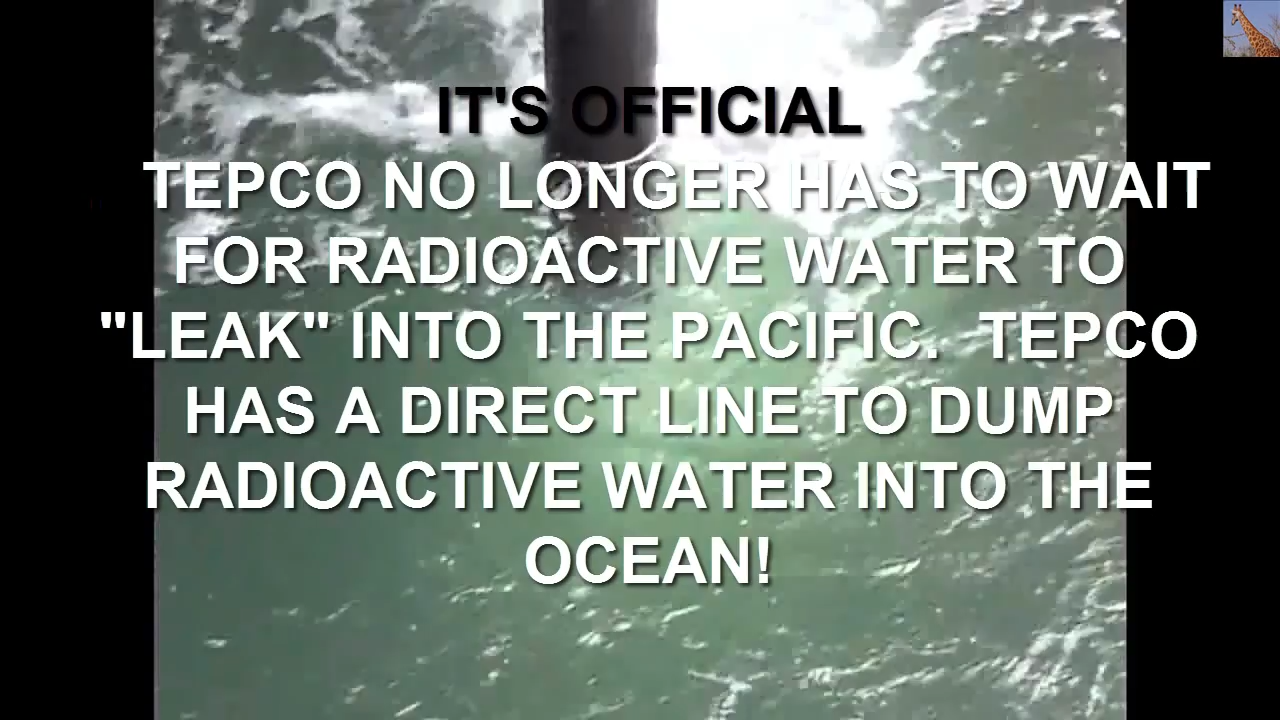 IT'S OFFICIAL
TEPCO NO LONGER HAS TO WAIT
FOR RADIOACTIVE WATER TO
"LEAK" INTO THE PACIFIC. TEPCO
HAS A DIRECT LINE TO DUMP
RADIOACTIVE WATER INTO THE
OCEAN!